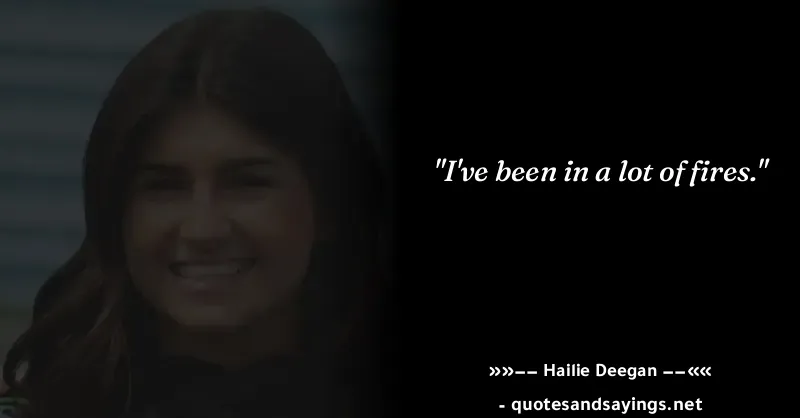 "I've been in a lot of fires."
»»–– Hailie Deegan ––««
- quotesandsayings.net